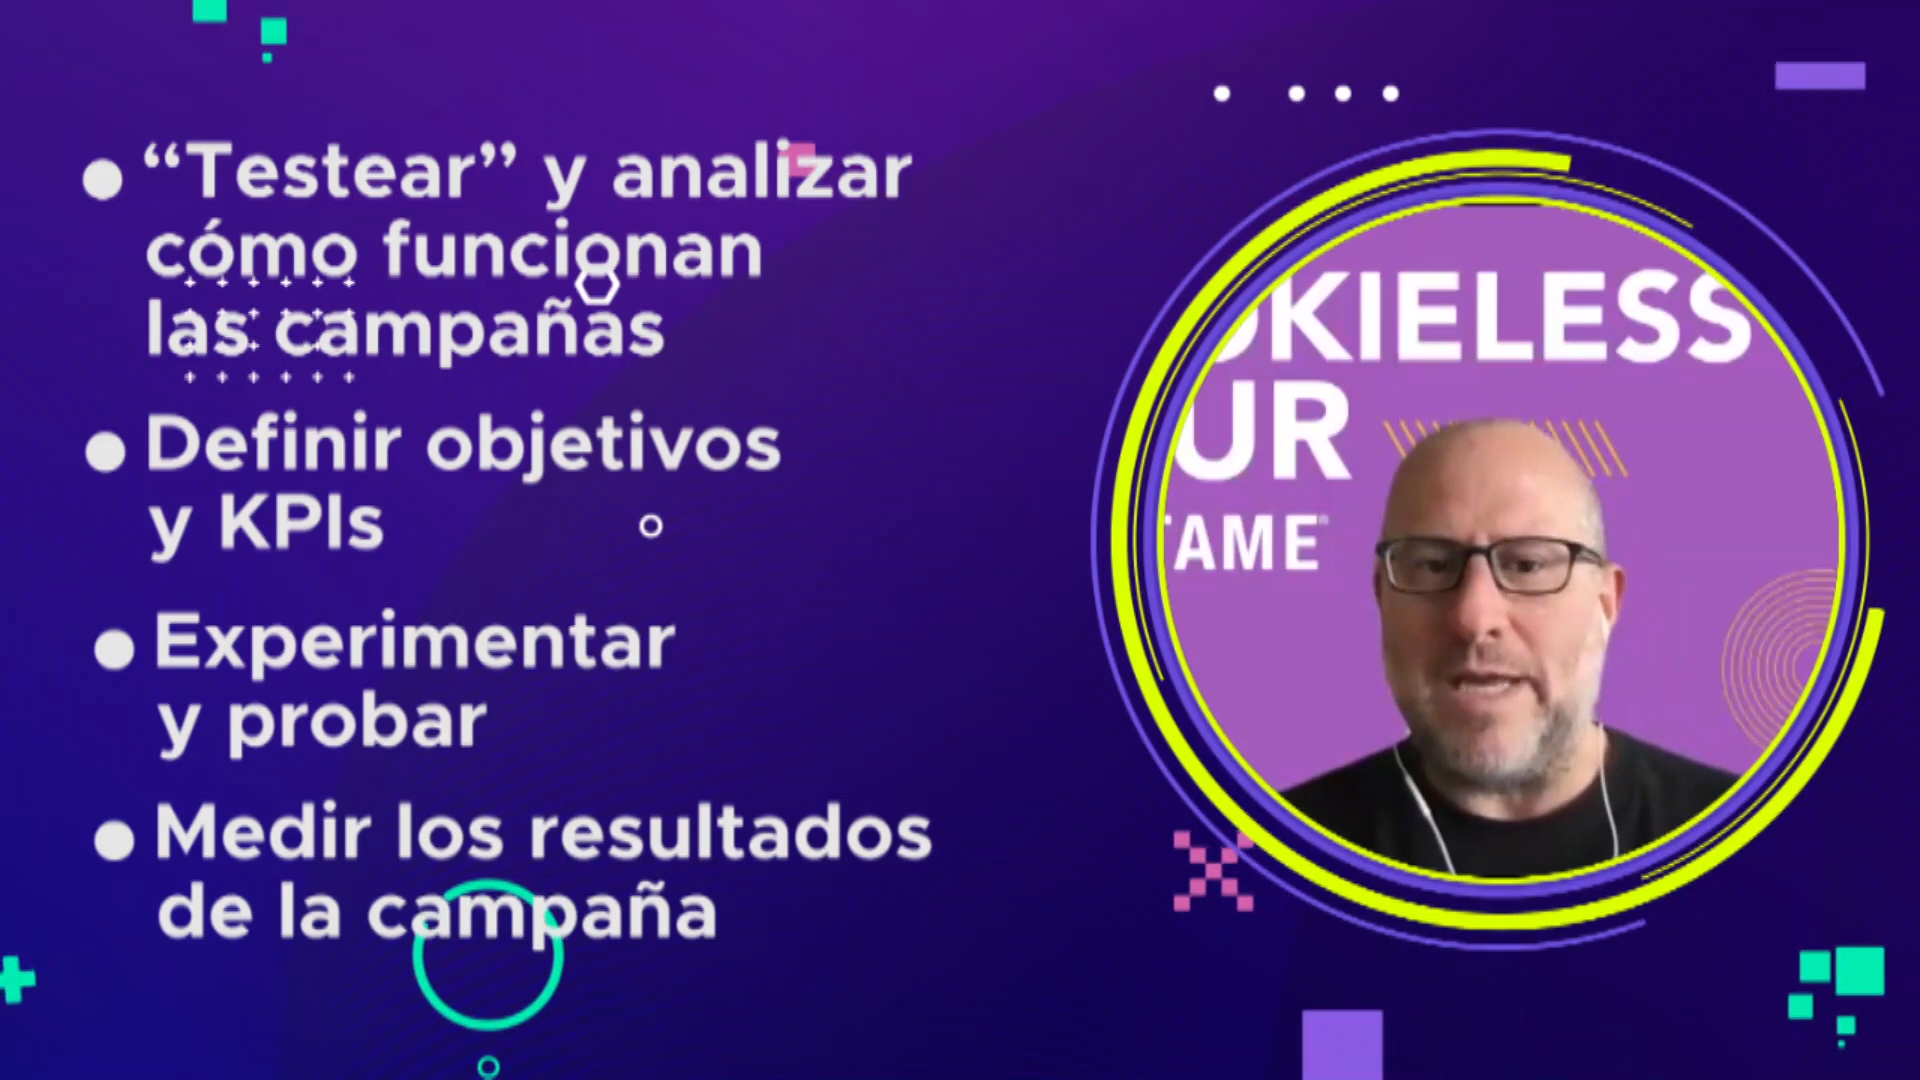 “Testear” y analizar
cómo funcionan
las campañas
Definir objetivos
y KPIs
Experimentar
y probar
Medir los resultados
de la campaña
OKIELESS
UR
TAME